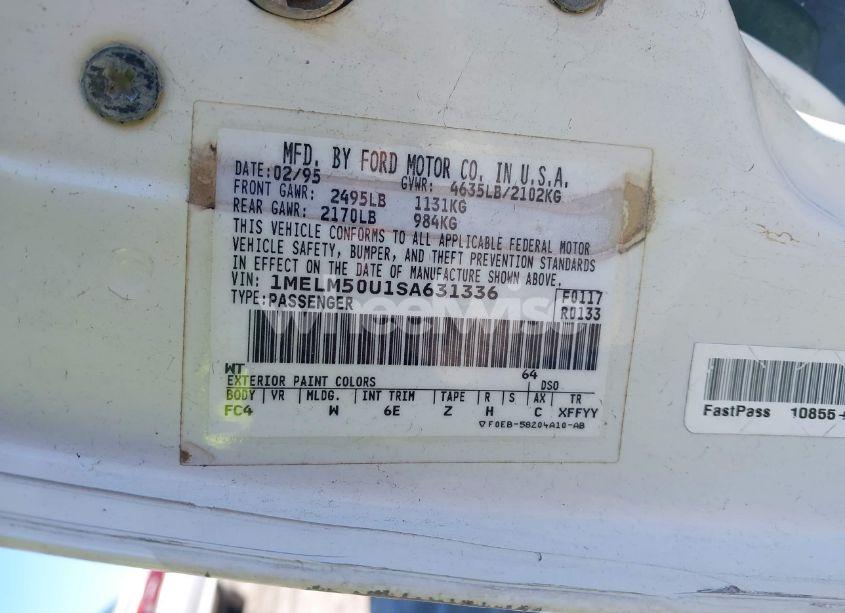 MFD. BY FORD MOTOR CO. IN U.S.A.
DATE: 02/95 GVWR: 4635LB/2102KG
FRONT GAWR: 2495LB 1131KG
REAR GAWR: 2170LB 984KG
THIS VEHICLE CONFORMS TO ALL APPLICABLE FEDERAL MOTOR
VEHICLE SAFETY, BUMPER, AND THEFT PREVENTION STANDARDS
IN EFFECT ON THE DATE OF MANUFACTURE SHOWN ABOVE.
VIN: 1MELM50U1SA631336 F0117
TYPE: PASSENGER R0133
wheelwise
WT 64
EXTERIOR PAINT COLORS DSO
BODY VR MLDG. INT TRIM TAPE R S AX TR
FC4 W 6E Z H C XFFYY
▽ F0EB-58204A10-AB
FastPass 10855